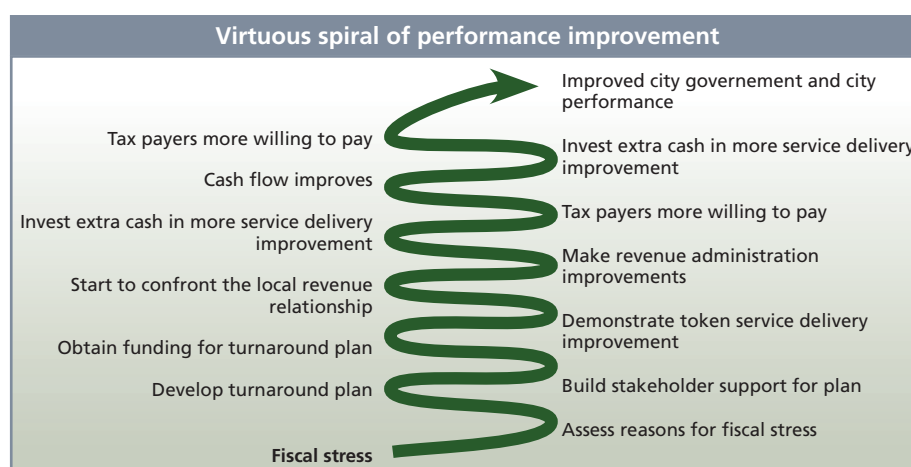 Virtuous spiral of performance improvement
Improved city governement and city
performance
Tax payers more willing to pay
Invest extra cash in more service delivery
improvement
Cash flow improves
Tax payers more willing to pay
Invest extra cash in more service delivery
improvement
Make revenue administration
improvements
Start to confront the local revenue
relationship
Demonstrate token service delivery
improvement
Obtain funding for turnaround plan
Build stakeholder support for plan
Develop turnaround plan
Assess reasons for fiscal stress
Fiscal stress